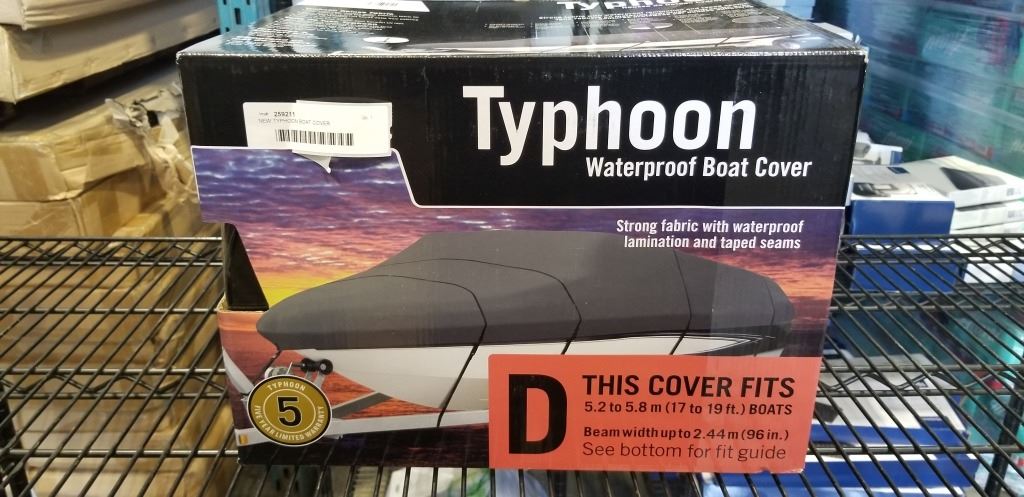 TYPHOON
259211
NEW TYPHOON BOAT COVER
Typhoon
Waterproof Boat Cover
Strong fabric with waterproof
lamination and taped seams
TYPHOON
5
FIVE YEAR LIMITED WARRANTY
D
THIS COVER FITS
5.2 to 5.8 m (17 to 19 ft.) BOATS
Beam width up to 2.44 m (96 in.)
See bottom for fit guide